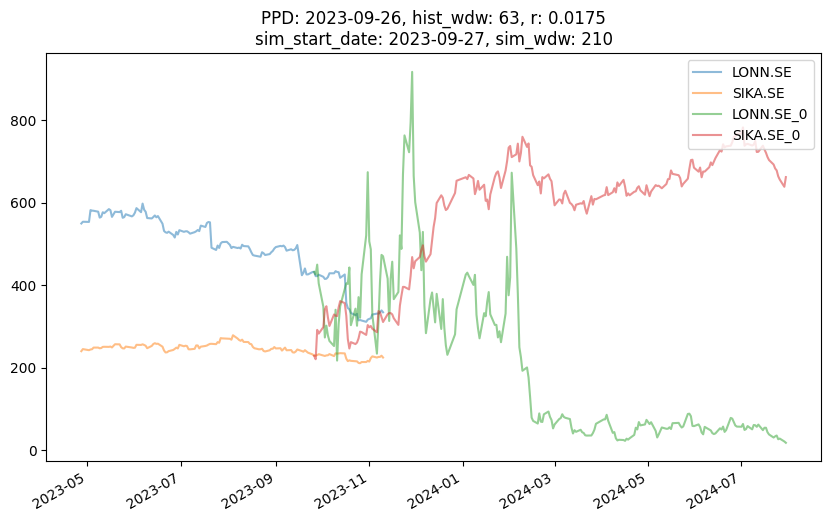 PPD: 2023-09-26, hist_wdw: 63, r: 0.0175
sim_start_date: 2023-09-27, sim_wdw: 210
LONN.SE
SIKA.SE
LONN.SE_0
SIKA.SE_0
800
600
400
200
0
2023-05
2023-07
2023-09
2023-11
2024-01
2024-03
2024-05
2024-07